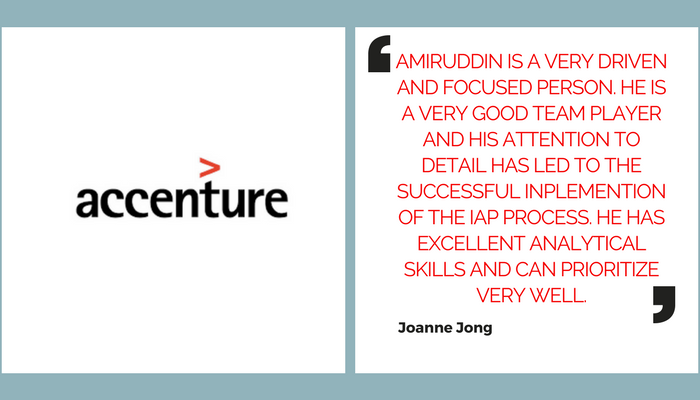 >
accenture
AMIRUDDIN IS A VERY DRIVEN
AND FOCUSED PERSON. HE IS
A VERY GOOD TEAM PLAYER
AND HIS ATTENTION TO
DETAIL HAS LED TO THE
SUCCESSFUL INPLEMENTION
OF THE IAP PROCESS. HE HAS
EXCELLENT ANALYTICAL
SKILLS AND CAN PRIORITIZE
VERY WELL.
Joanne Jong